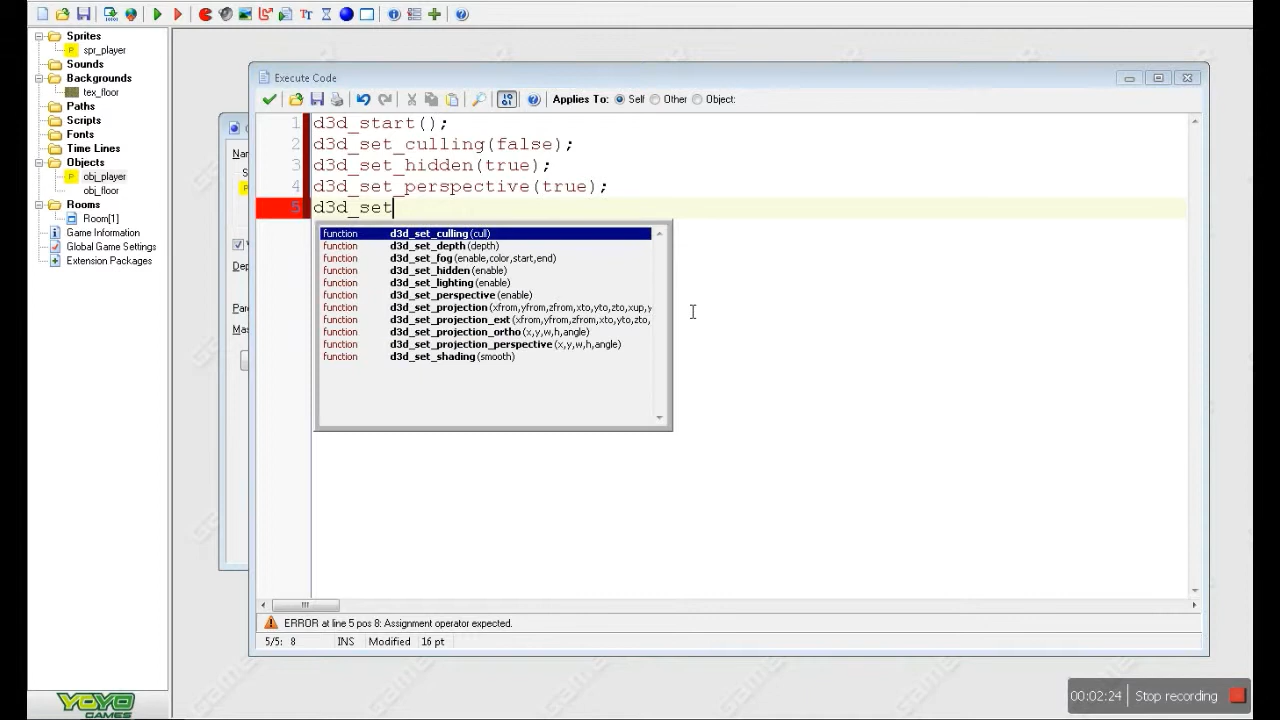 Sprites
spr_player
Sounds
Backgrounds
tex_floor
Paths
Scripts
Fonts
Time Lines
Objects
obj_player
obj_floor
Rooms
Room[1]
Game Information
Global Game Settings
Extension Packages
YOYO
GAMES
Execute Code
Applies To: Self Other Object:
1 d3d_start();
2 d3d_set_culling(false);
3 d3d_set_hidden(true);
4 d3d_set_perspective(true);
5 d3d_set
function d3d_set_culling(cull)
function d3d_set_depth(depth)
function d3d_set_fog(enable,color,start,end)
function d3d_set_hidden(enable)
function d3d_set_lighting(enable)
function d3d_set_perspective(enable)
function d3d_set_projection(xfrom,yfrom,zfrom,xto,yto,zto,xup,y
function d3d_set_projection_ext(xfrom,yfrom,zfrom,xto,yto,zto,
function d3d_set_projection_ortho(x,y,w,h,angle)
function d3d_set_projection_perspective(x,y,w,h,angle)
function d3d_set_shading(smooth)
ERROR at line 5 pos 8: Assignment operator expected.
5/5: 8 INS Modified 16 pt
00:02:24 Stop recording